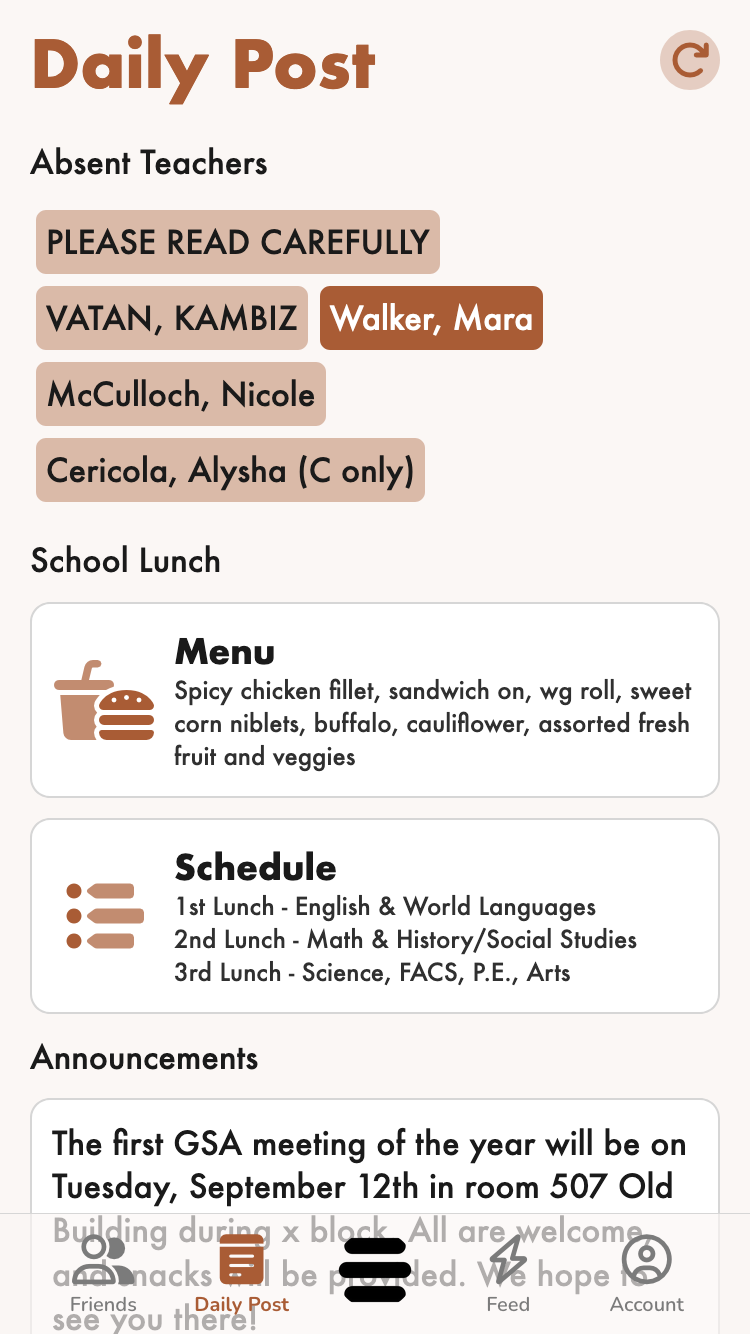 Daily Post
Absent Teachers
PLEASE READ CAREFULLY
VATAN, KAMBIZ Walker, Mara
McCulloch, Nicole
Cericola, Alysha (C only)
School Lunch
Menu
Spicy chicken fillet, sandwich on, wg roll, sweet
corn niblets, buffalo, cauliflower, assorted fresh
fruit and veggies
Schedule
1st Lunch - English & World Languages
2nd Lunch - Math & History/Social Studies
3rd Lunch - Science, FACS, P.E., Arts
Announcements
The first GSA meeting of the year will be on
Tuesday, September 12th in room 507 Old
Building during x block. All are welcome,
and snacks will be provided. We hope to
see you there!
Friends Daily Post Feed Account